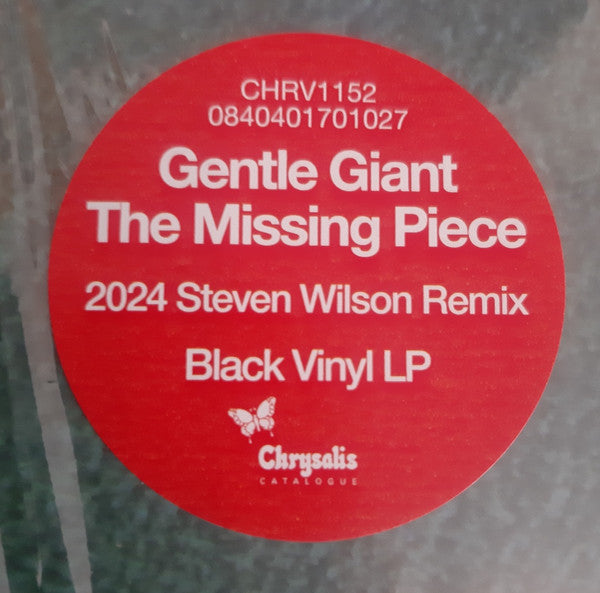 CHRV1152
0840401701027
Gentle Giant
The Missing Piece
2024 Steven Wilson Remix
Black Vinyl LP
Chrysalis
CATALOGUE